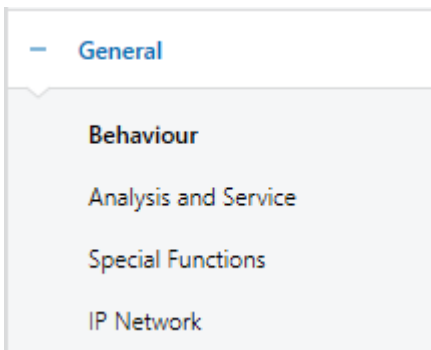 General
Behaviour
Analysis and Service
Special Functions
IP Network